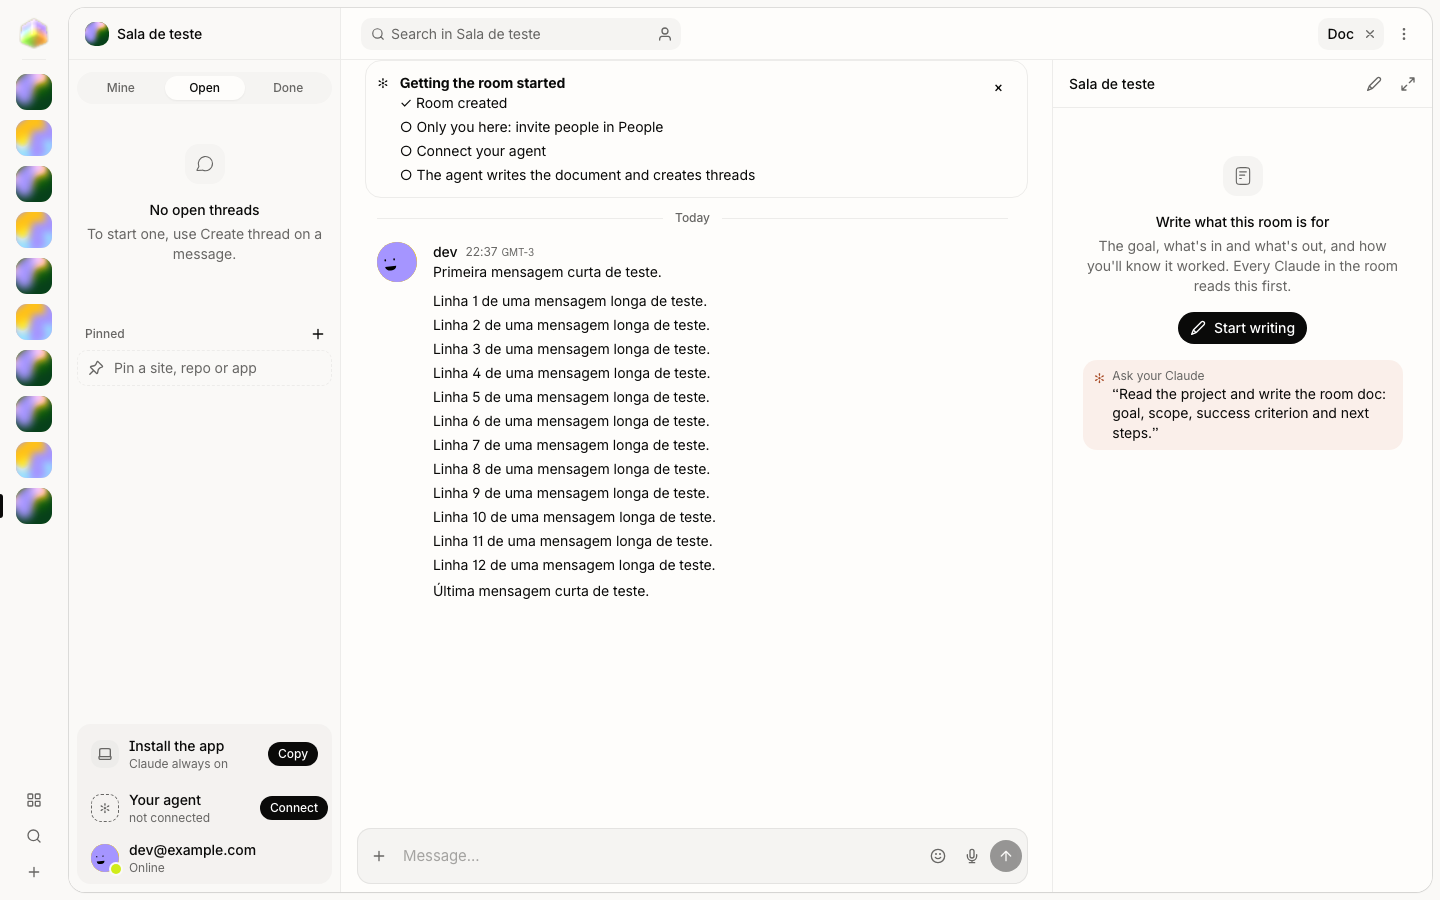 Sala de teste
Search in Sala de teste
Doc
Mine
Open
Done
No open threads
To start one, use Create thread on a
message.
Pinned
Pin a site, repo or app
Install the app
Claude always on
Copy
Your agent
not connected
Connect
dev@example.com
Online
Getting the room started
✓ Room created
○ Only you here: invite people in People
○ Connect your agent
○ The agent writes the document and creates threads
Today
dev 22:37 GMT-3
Primeira mensagem curta de teste.
Linha 1 de uma mensagem longa de teste.
Linha 2 de uma mensagem longa de teste.
Linha 3 de uma mensagem longa de teste.
Linha 4 de uma mensagem longa de teste.
Linha 5 de uma mensagem longa de teste.
Linha 6 de uma mensagem longa de teste.
Linha 7 de uma mensagem longa de teste.
Linha 8 de uma mensagem longa de teste.
Linha 9 de uma mensagem longa de teste.
Linha 10 de uma mensagem longa de teste.
Linha 11 de uma mensagem longa de teste.
Linha 12 de uma mensagem longa de teste.
Última mensagem curta de teste.
Message...
Sala de teste
Write what this room is for
The goal, what's in and what's out, and how
you'll know it worked. Every Claude in the room
reads this first.
Start writing
Ask your Claude
“Read the project and write the room doc:
goal, scope, success criterion and next
steps.”